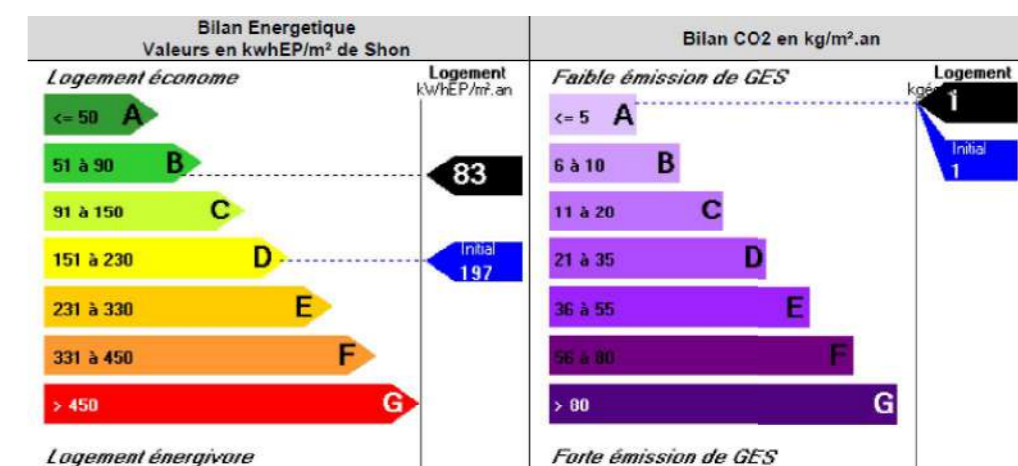 Bilan Energetique
Valeurs en kwhEP/m² de Shon
Logement économe
Logement
kWhEP/m².an
<= 50 A
51 à 90 B
83
91 à 150 C
151 à 230 D
Initial
197
231 à 330 E
331 à 450 F
> 450 G
Logement énergivore
Bilan CO2 en kg/m².an
Faible émission de GES
Logement
1
<= 5 A
Initial
1
6 à 10 B
11 à 20 C
21 à 35 D
36 à 55 E
56 à 80 F
> 80 G
Forte émission de GES